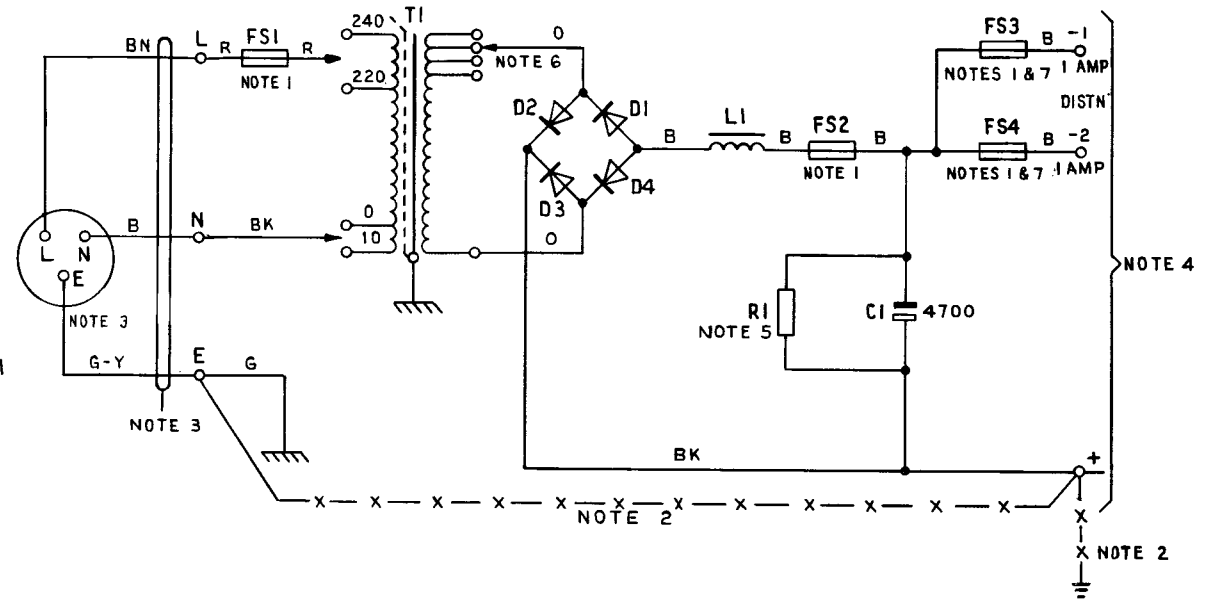 240
T1
BN L R FS1 R
O
FS3 B -1
NOTE 1
220
NOTE 6
NOTES 1 & 7 1 AMP
DISTN
D2 D1
L1
B B FS2 B
FS4 B -2
NOTE 1
NOTES 1 & 7 1 AMP
D3 D4
0
N BK
10
O
B
L N
E
NOTE 4
NOTE 3
R1
NOTE 5
C1 4700
G-Y E G
NOTE 3
BK
+
NOTE 2
NOTE 2